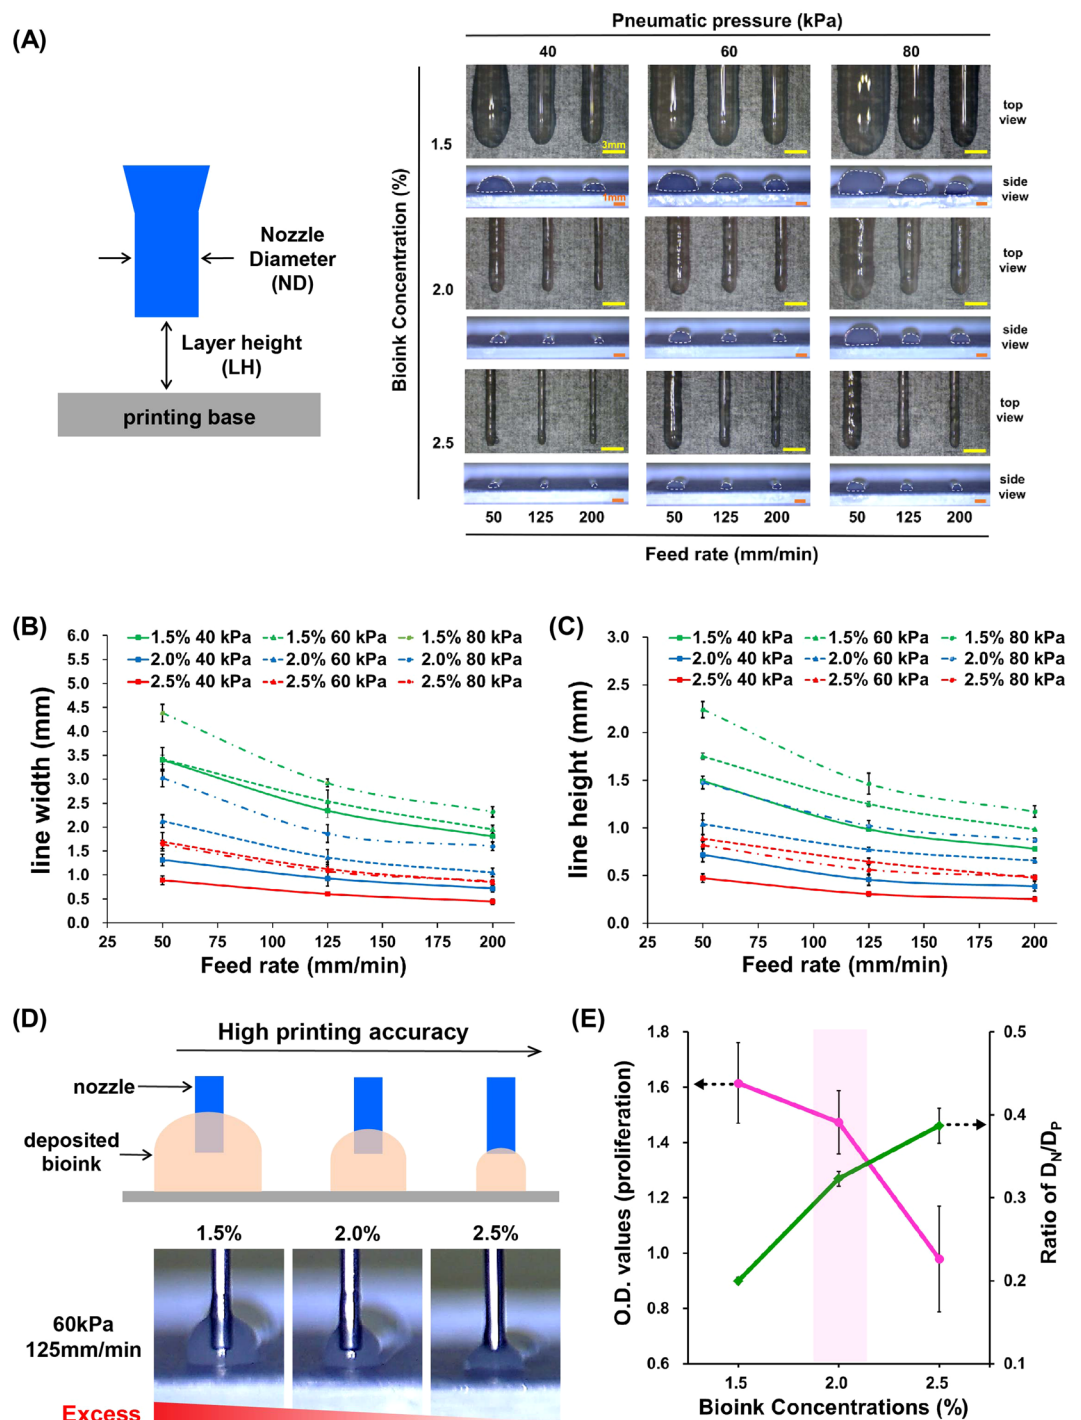 (A)
Pneumatic pressure (kPa)
40 60 80
Bioink Concentration (%)
1.5
2.0
2.5
3mm
1mm
top view
side view
top view
side view
top view
side view
50 125 200 50 125 200 50 125 200
Feed rate (mm/min)
Nozzle
Diameter
(ND)
Layer height
(LH)
printing base
(B)
line width (mm)
6.0
5.5
5.0
4.5
4.0
3.5
3.0
2.5
2.0
1.5
1.0
0.5
0.0
1.5% 40 kPa 1.5% 60 kPa 1.5% 80 kPa
2.0% 40 kPa 2.0% 60 kPa 2.0% 80 kPa
2.5% 40 kPa 2.5% 60 kPa 2.5% 80 kPa
25 50 75 100 125 150 175 200
Feed rate (mm/min)
(C)
line height (mm)
3.0
2.5
2.0
1.5
1.0
0.5
0.0
1.5% 40 kPa 1.5% 60 kPa 1.5% 80 kPa
2.0% 40 kPa 2.0% 60 kPa 2.0% 80 kPa
2.5% 40 kPa 2.5% 60 kPa 2.5% 80 kPa
25 50 75 100 125 150 175 200
Feed rate (mm/min)
(D)
High printing accuracy
nozzle
deposited
bioink
1.5% 2.0% 2.5%
60kPa
125mm/min
Excess
(E)
O.D. values (proliferation)
1.8
1.6
1.4
1.2
1.0
0.8
0.6
0.5
0.4
0.3
0.2
0.1
Ratio of D_N/D_P
1.5 2.0 2.5
Bioink Concentrations (%)